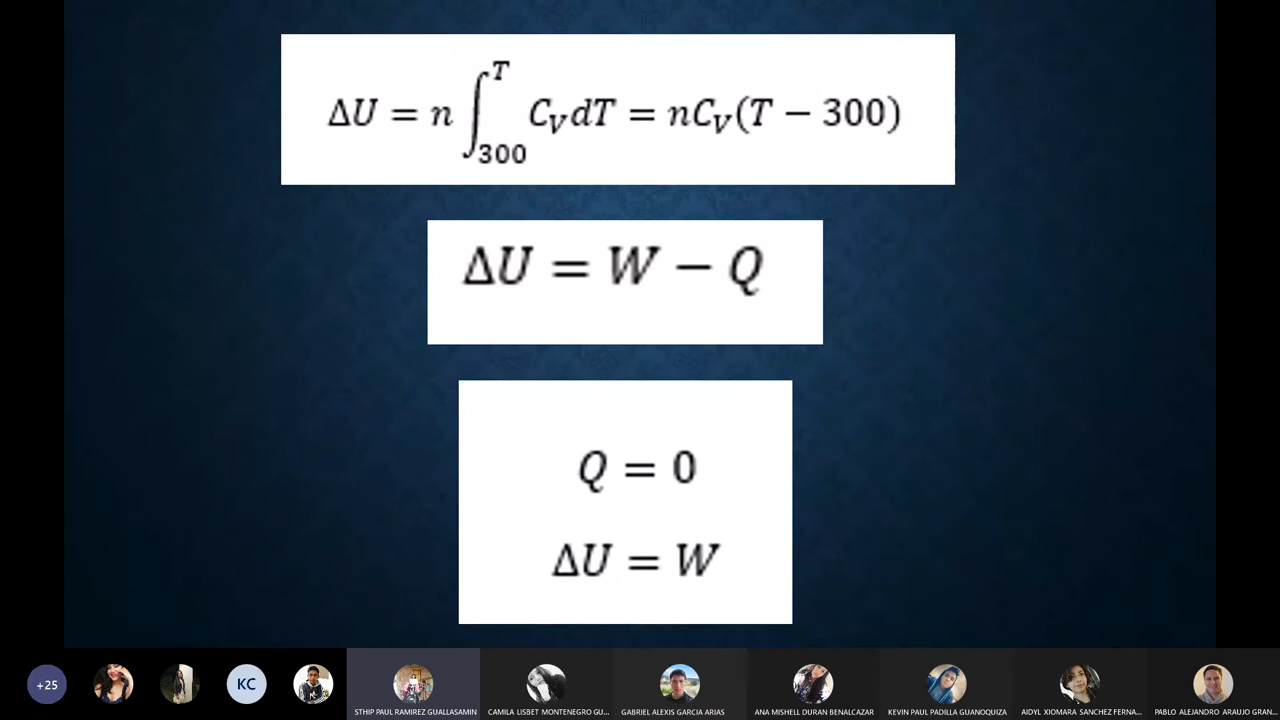 ΔU = n ∫₃₀₀ᵀ C_V dT = nC_V(T − 300)
ΔU = W − Q
Q = 0
ΔU = W
+25
KC
STHIP PAUL RAMIREZ GUALLASAMIN
CAMILA LISBET MONTENEGRO GU...
GABRIEL ALEXIS GARCIA ARIAS
ANA MISHELL DURAN BENALCAZAR
KEVIN PAUL PADILLA GUANOQUIZA
AIDYL XIOMARA SANCHEZ FERNA...
PABLO ALEJANDRO ARAUJO GRAN...